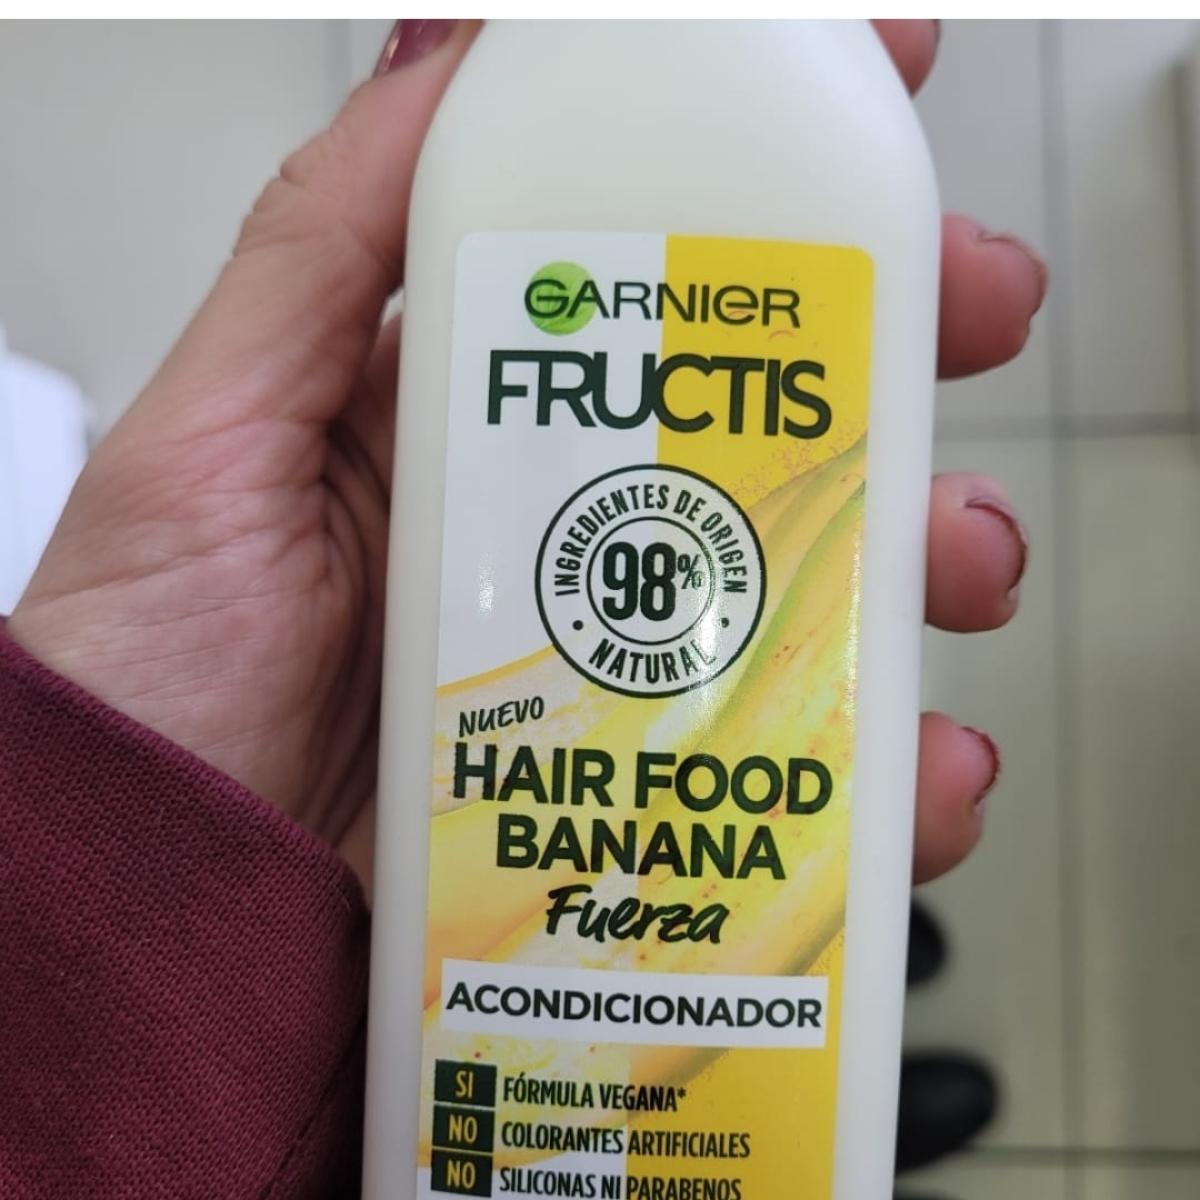 GARNIER
FRUCTIS
INGREDIENTES DE ORIGEN
98%
• NATURAL •
NUEVO
HAIR FOOD
BANANA
Fuerza
ACONDICIONADOR
SI FÓRMULA VEGANA*
NO COLORANTES ARTIFICIALES
NO SILICONAS NI PARABENOS